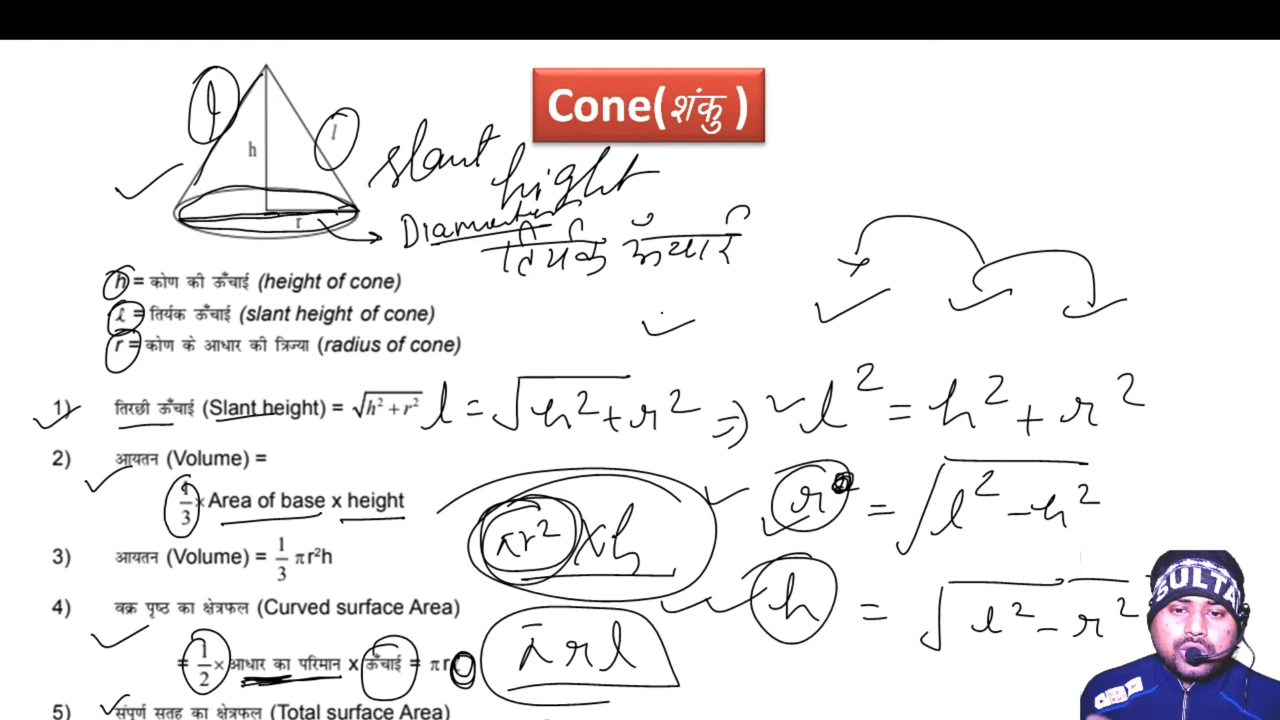 Cone(शंकु)
l
l
h
r
slant hight
Diameter
तिर्यक ऊँचाई
h = कोण की ऊँचाई (height of cone)
l = तिर्यक ऊँचाई (slant height of cone)
r = कोण के आधार की त्रिज्या (radius of cone)
1) तिरछी ऊँचाई (Slant height) = √h² + r² l = √h² + r² ⇒ l² = h² + r²
2) आयतन (Volume) =
1/3 × Area of base x height
πr² × h
r = √l² - h²
3) आयतन (Volume) = 1/3 πr²h
4) वक्र पृष्ठ का क्षेत्रफल (Curved surface Area)
h = √l² - r²
= 1/2 × आधार का परिमान x ऊँचाई = πr
πrl
5) संपूर्ण सतह का क्षेत्रफल (Total surface Area)
SULTA